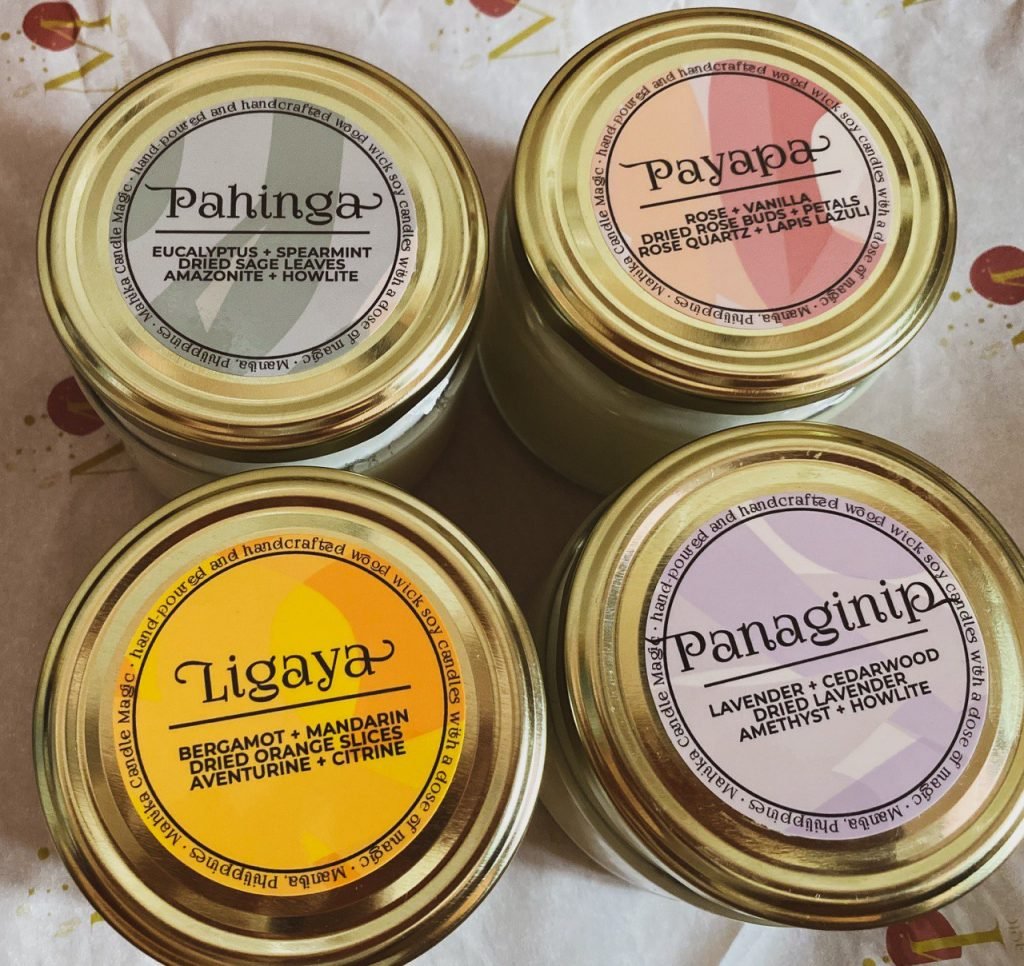 Pahinga
EUCALYPTUS + SPEARMINT
DRIED SAGE LEAVES
AMAZONITE + HOWLITE
hand-poured and handcrafted wood wick soy candles with a dose of magic · Manila, Philippines · Mahika Candle Magic ·
Payapa
ROSE + VANILLA
DRIED ROSE BUDS + PETALS
ROSE QUARTZ + LAPIS LAZULI
hand-poured and handcrafted wood wick soy candles with a dose of magic · Manila, Philippines · Mahika Candle Magic ·
Ligaya
BERGAMOT + MANDARIN
DRIED ORANGE SLICES
AVENTURINE + CITRINE
hand-poured and handcrafted wood wick soy candles with a dose of magic · Manila, Philippines · Mahika Candle Magic ·
Panaginip
LAVENDER + CEDARWOOD
DRIED LAVENDER
AMETHYST + HOWLITE
hand-poured and handcrafted wood wick soy candles with a dose of magic · Manila, Philippines · Mahika Candle Magic ·